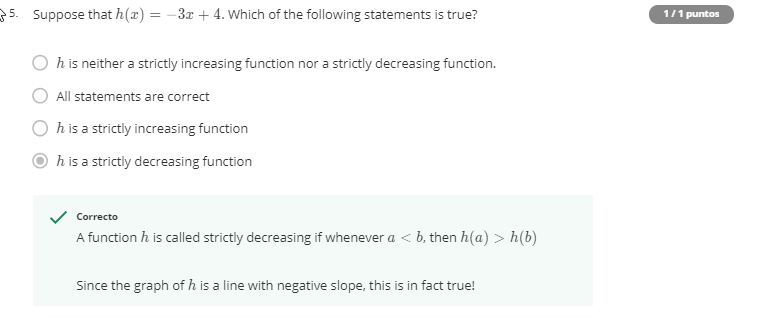 5. Suppose that h(x) = −3x + 4. Which of the following statements is true?
1 / 1 puntos
h is neither a strictly increasing function nor a strictly decreasing function.
All statements are correct
h is a strictly increasing function
h is a strictly decreasing function
Correcto
A function h is called strictly decreasing if whenever a < b, then h(a) > h(b)
Since the graph of h is a line with negative slope, this is in fact true!